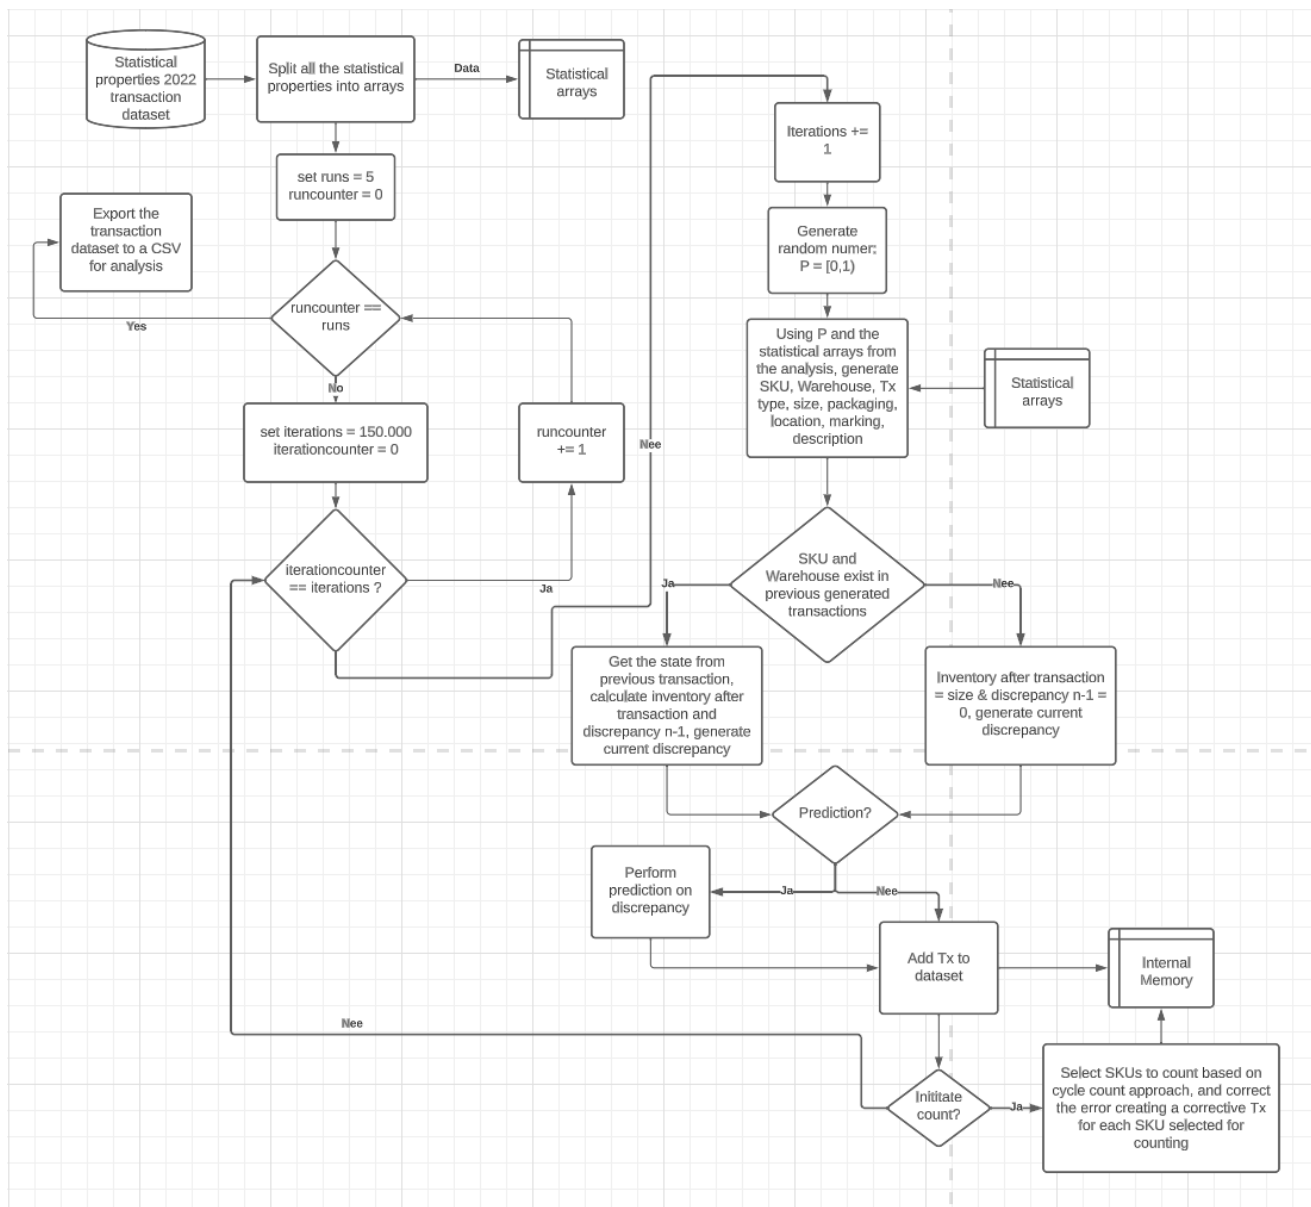 Statistical
properties 2022
transaction
dataset
Split all the statistical
properties into arrays
Data
Statistical
arrays
set runs = 5
runcounter = 0
Export the
transaction
dataset to a CSV
for analysis
runcounter ==
runs
Yes
No
set iterations = 150.000
iterationcounter = 0
runcounter
+= 1
iterationcounter
== iterations ?
Ja
Nee
Iterations +=
1
Generate
random numer;
P = [0,1)
Using P and the
statistical arrays from
the analysis, generate
SKU, Warehouse, Tx
type, size, packaging,
location, marking,
description
Statistical
arrays
SKU and
Warehouse exist in
previous generated
transactions
Ja
Nee
Get the state from
previous transaction,
calculate inventory after
transaction and
discrepancy n-1, generate
current discrepancy
Inventory after transaction
= size & discrepancy n-1 =
0, generate current
discrepancy
Prediction?
Perform
prediction on
discrepancy
Ja
Nee
Add Tx to
dataset
Internal
Memory
Nee
Inititate
count?
Ja
Select SKUs to count based on
cycle count approach, and correct
the error creating a corrective Tx
for each SKU selected for
counting